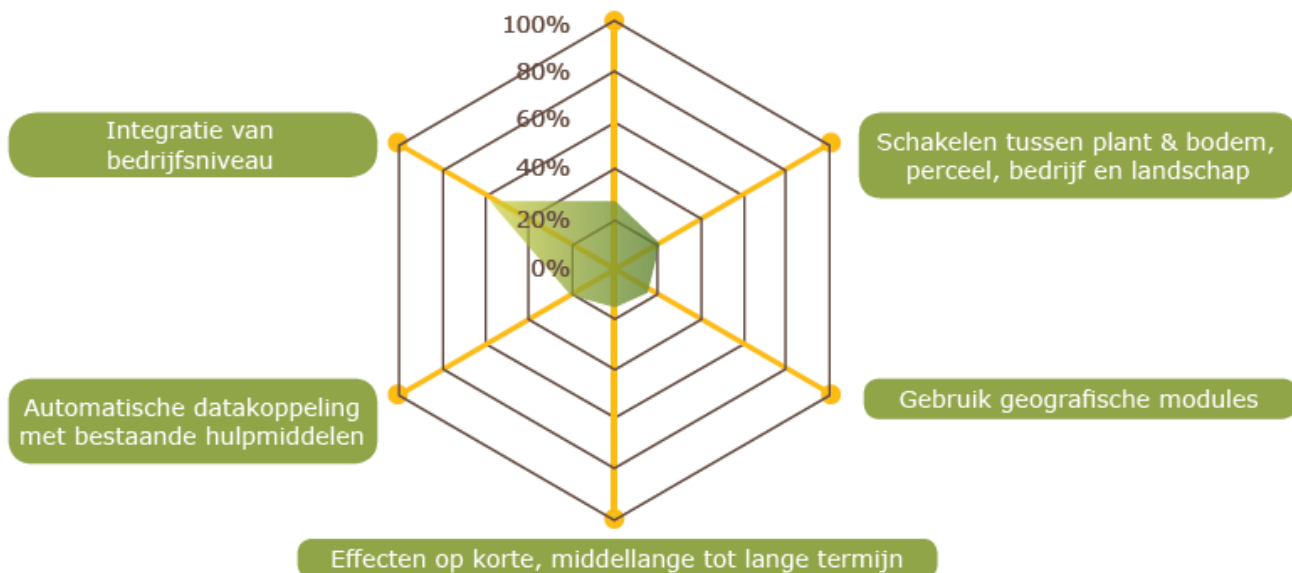 100%
80%
60%
40%
20%
0%
Integratie van
bedrijfsniveau
Schakelen tussen plant & bodem,
perceel, bedrijf en landschap
Automatische datakoppeling
met bestaande hulpmiddelen
Gebruik geografische modules
Effecten op korte, middellange tot lange termijn